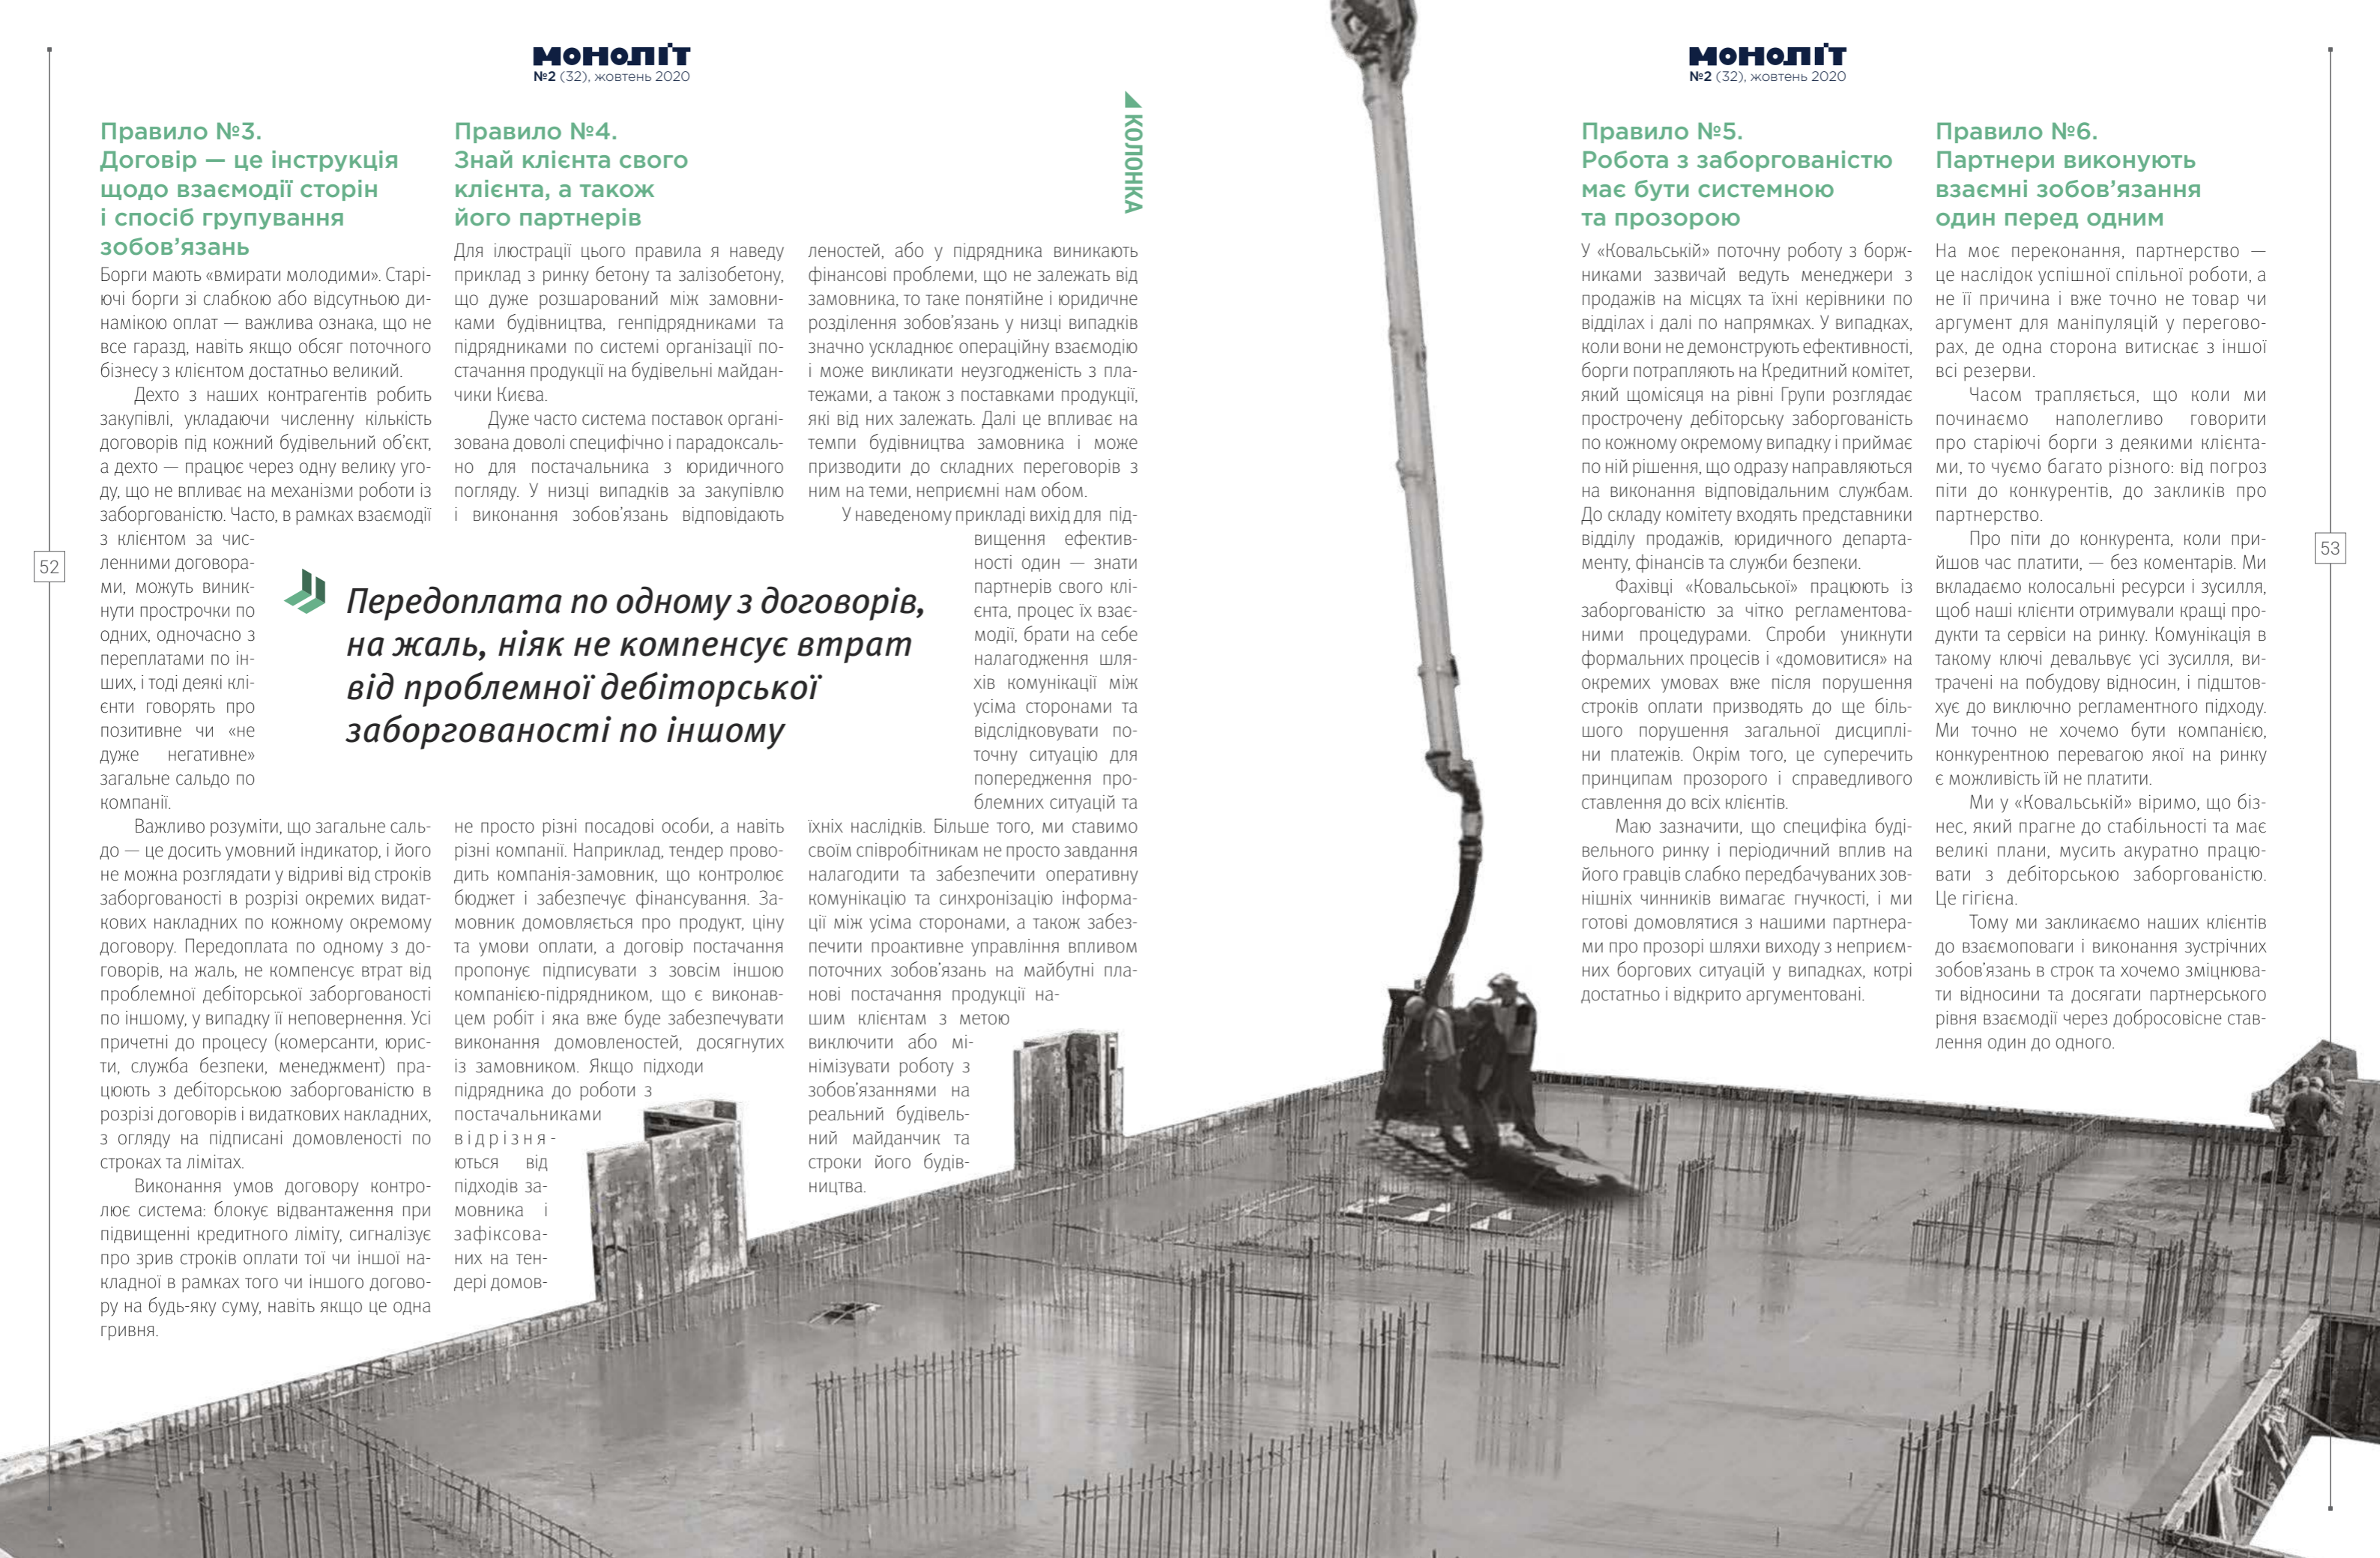 моноліт
№2 (32), жовтень 2020
Правило №3.
Договір — це інструкція
щодо взаємодії сторін
і спосіб групування
зобов’язань
Борги мають «вмирати молодими». Старі-
ючі борги зі слабкою або відсутньою ди-
намікою оплат — важлива ознака, що не
все гаразд, навіть якщо обсяг поточного
бізнесу з клієнтом достатньо великий.
Дехто з наших контрагентів робить
закупівлі, укладаючи численну кількість
договорів під кожний будівельний об’єкт,
а дехто — працює через одну велику уго-
ду, що не впливає на механізми роботи із
заборгованістю. Часто, в рамках взаємодії
з клієнтом за чис-
ленними договора-
ми, можуть виник-
нути прострочки по
одних, одночасно з
переплатами по ін-
ших, і тоді деякі клі-
єнти говорять про
позитивне чи «не
дуже негативне»
загальне сальдо по
компанії.
Важливо розуміти, що загальне саль-
до — це досить умовний індикатор, і його
не можна розглядати у відриві від строків
заборгованості в розрізі окремих видат-
кових накладних по кожному окремому
договору. Передоплата по одному з до-
говорів, на жаль, не компенсує втрат від
проблемної дебіторської заборгованості
по іншому, у випадку її неповернення. Усі
причетні до процесу (комерсанти, юрис-
ти, служба безпеки, менеджмент) пра-
цюють з дебіторською заборгованістю в
розрізі договорів і видаткових накладних,
з огляду на підписані домовленості по
строках та лімітах.
Виконання умов договору контро-
лює система: блокує відвантаження при
підвищенні кредитного ліміту, сигналізує
про зрив строків оплати тої чи іншої на-
кладної в рамках того чи іншого догово-
ру на будь-яку суму, навіть якщо це одна
гривня.
52
Передоплата по одному з договорів,
на жаль, ніяк не компенсує втрат
від проблемної дебіторської
заборгованості по іншому
Правило №4.
Знай клієнта свого
клієнта, а також
його партнерів
Для ілюстрації цього правила я наведу
приклад з ринку бетону та залізобетону,
що дуже розшарований між замовни-
ками будівництва, генпідрядниками та
підрядниками по системі організації по-
стачання продукції на будівельні майдан-
чики Києва.
Дуже часто система поставок органі-
зована доволі специфічно і парадоксаль-
но для постачальника з юридичного
погляду. У низці випадків за закупівлю
і виконання зобов’язань відповідають
не просто різні посадові особи, а навіть
різні компанії. Наприклад, тендер прово-
дить компанія-замовник, що контролює
бюджет і забезпечує фінансування. За-
мовник домовляється про продукт, ціну
та умови оплати, а договір постачання
пропонує підписувати з зовсім іншою
компанією-підрядником, що є виконав-
цем робіт і яка вже буде забезпечувати
виконання домовленостей, досягнутих
із замовником. Якщо підходи
підрядника до роботи з
постачальниками
відрізня-
ються від
підходів за-
мовника і
зафіксова-
них на тен-
дері домов-
КОЛОНКА
леностей, або у підрядника виникають
фінансові проблеми, що не залежать від
замовника, то таке понятійне і юридичне
розділення зобов’язань у низці випадків
значно ускладнює операційну взаємодію
і може викликати неузгодженість з пла-
тежами, а також з поставками продукції,
які від них залежать. Далі це впливає на
темпи будівництва замовника і може
призводити до складних переговорів з
ним на теми, неприємні нам обом.
У наведеному прикладі вихід для під-
вищення ефектив-
ності один — знати
партнерів свого клі-
єнта, процес їх взає-
модії, брати на себе
налагодження шля-
хів комунікації між
усіма сторонами та
відслідковувати по-
точну ситуацію для
попередження про-
блемних ситуацій та
їхніх наслідків. Більше того, ми ставимо
своїм співробітникам не просто завдання
налагодити та забезпечити оперативну
комунікацію та синхронізацію інформа-
ції між усіма сторонами, а також забез-
печити проактивне управління впливом
поточних зобов’язань на майбутні пла-
нові постачання продукції на-
шим клієнтам з метою
виключити або мі-
німізувати роботу з
зобов’язаннями на
реальний будівель-
ний майданчик та
строки його будів-
ництва.
моноліт
№2 (32), жовтень 2020
Правило №5.
Робота з заборгованістю
має бути системною
та прозорою
У «Ковальській» поточну роботу з борж-
никами зазвичай ведуть менеджери з
продажів на місцях та їхні керівники по
відділах і далі по напрямках. У випадках,
коли вони не демонструють ефективності,
борги потрапляють на Кредитний комітет,
який щомісяця на рівні Групи розглядає
прострочену дебіторську заборгованість
по кожному окремому випадку і приймає
по ній рішення, що одразу направляються
на виконання відповідальним службам.
До складу комітету входять представники
відділу продажів, юридичного департа-
менту, фінансів та служби безпеки.
Фахівці «Ковальської» працюють із
заборгованістю за чітко регламентова-
ними процедурами. Спроби уникнути
формальних процесів і «домовитися» на
окремих умовах вже після порушення
строків оплати призводять до ще біль-
шого порушення загальної дисциплі-
ни платежів. Окрім того, це суперечить
принципам прозорого і справедливого
ставлення до всіх клієнтів.
Маю зазначити, що специфіка буді-
вельного ринку і періодичний вплив на
його гравців слабко передбачуваних зов-
нішніх чинників вимагає гнучкості, і ми
готові домовлятися з нашими партнера-
ми про прозорі шляхи виходу з неприєм-
них боргових ситуацій у випадках, котрі
достатньо і відкрито аргументовані.
Правило №6.
Партнери виконують
взаємні зобов’язання
один перед одним
На моє переконання, партнерство —
це наслідок успішної спільної роботи, а
не її причина і вже точно не товар чи
аргумент для маніпуляцій у перегово-
рах, де одна сторона витискає з іншої
всі резерви.
Часом трапляється, що коли ми
починаємо наполегливо говорити
про старіючі борги з деякими клієнта-
ми, то чуємо багато різного: від погроз
піти до конкурентів, до закликів про
партнерство.
Про піти до конкурента, коли при-
йшов час платити, — без коментарів. Ми
вкладаємо колосальні ресурси і зусилля,
щоб наші клієнти отримували кращі про-
дукти та сервіси на ринку. Комунікація в
такому ключі девальвує усі зусилля, ви-
трачені на побудову відносин, і підштов-
хує до виключно регламентного підходу.
Ми точно не хочемо бути компанією,
конкурентною перевагою якої на ринку
є можливість їй не платити.
Ми у «Ковальській» віримо, що біз-
нес, який прагне до стабільності та має
великі плани, мусить акуратно працю-
вати з дебіторською заборгованістю.
Це гігієна.
Тому ми закликаємо наших клієнтів
до взаємоповаги і виконання зустрічних
зобов’язань в строк та хочемо зміцнюва-
ти відносини та досягати партнерського
рівня взаємодії через добросовісне став-
лення один до одного.
53